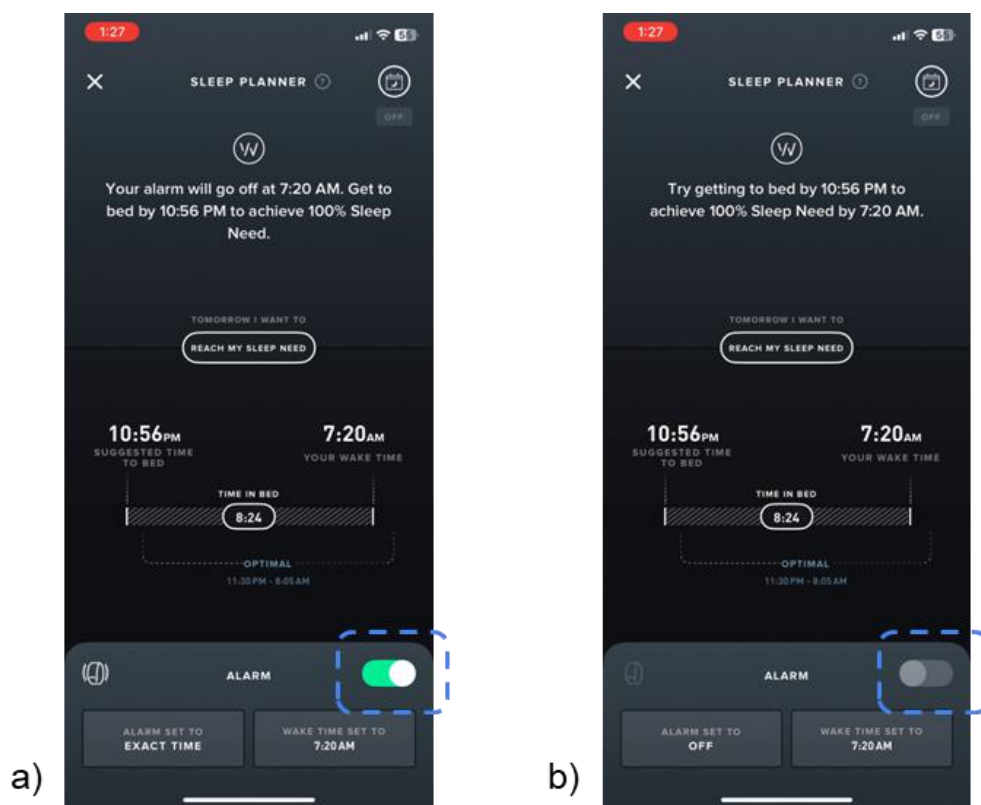 1:27
55
SLEEP PLANNER ?
OFF
Your alarm will go off at 7:20 AM. Get to
bed by 10:56 PM to achieve 100% Sleep
Need.
TOMORROW I WANT TO
REACH MY SLEEP NEED
10:56PM
SUGGESTED TIME
TO BED
7:20AM
YOUR WAKE TIME
TIME IN BED
8:24
OPTIMAL
11:30 PM - 8:05 AM
ALARM
ALARM SET TO
EXACT TIME
WAKE TIME SET TO
7:20AM
a)
1:27
55
SLEEP PLANNER ?
OFF
Try getting to bed by 10:56 PM to
achieve 100% Sleep Need by 7:20 AM.
TOMORROW I WANT TO
REACH MY SLEEP NEED
10:56PM
SUGGESTED TIME
TO BED
7:20AM
YOUR WAKE TIME
TIME IN BED
8:24
OPTIMAL
11:30 PM - 8:05 AM
ALARM
ALARM SET TO
OFF
WAKE TIME SET TO
7:20AM
b)